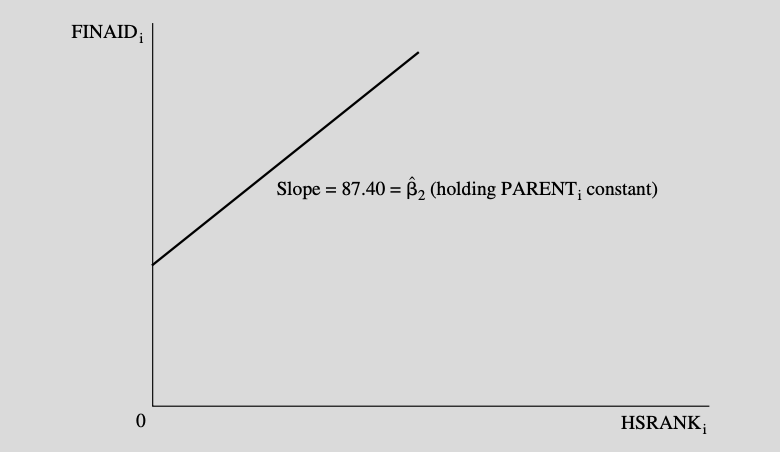 FINAIDᵢ
Slope = 87.40 = β̂₂ (holding PARENTᵢ constant)
0
HSRANKᵢ